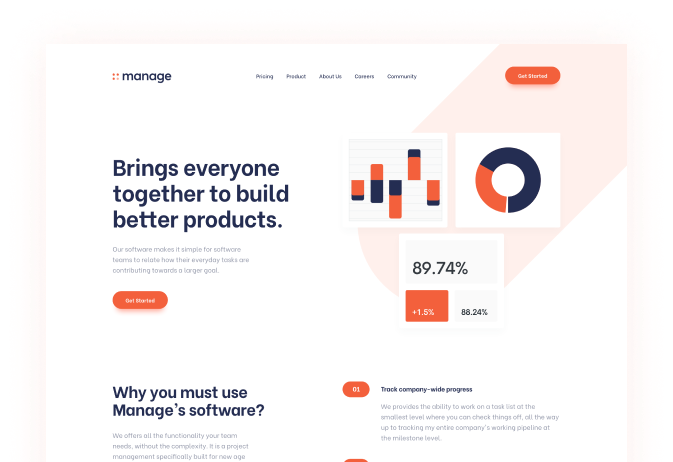 manage
Pricing Product About Us Careers Community
Get Started
Brings everyone
together to build
better products.
Our software makes it simple for software
teams to relate how their everyday tasks are
contributing towards a larger goal.
Get Started
89.74%
+1.5%
88.24%
Why you must use
Manage's software?
We offers all the functionality your team
needs, without the complexity. It is a project
management specifically built for new age
01
Track company-wide progress
We provides the ability to work on a task list at the
smallest level where you can check things off, all the way
up to tracking my entire company's working pipeline at
the milestone level.